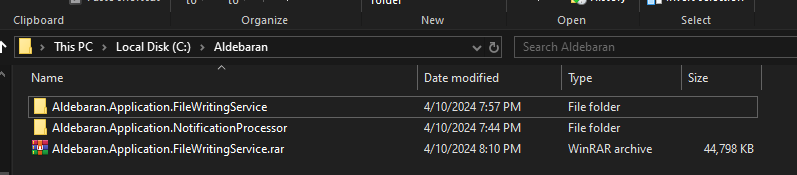 folder
Clipboard Organize New Open Select
This PC > Local Disk (C:) > Aldebaran Search Aldebaran
Name Date modified Type Size
Aldebaran.Application.FileWritingService 4/10/2024 7:57 PM File folder
Aldebaran.Application.NotificationProcessor 4/10/2024 7:44 PM File folder
Aldebaran.Application.FileWritingService.rar 4/10/2024 8:10 PM WinRAR archive 44,798 KB